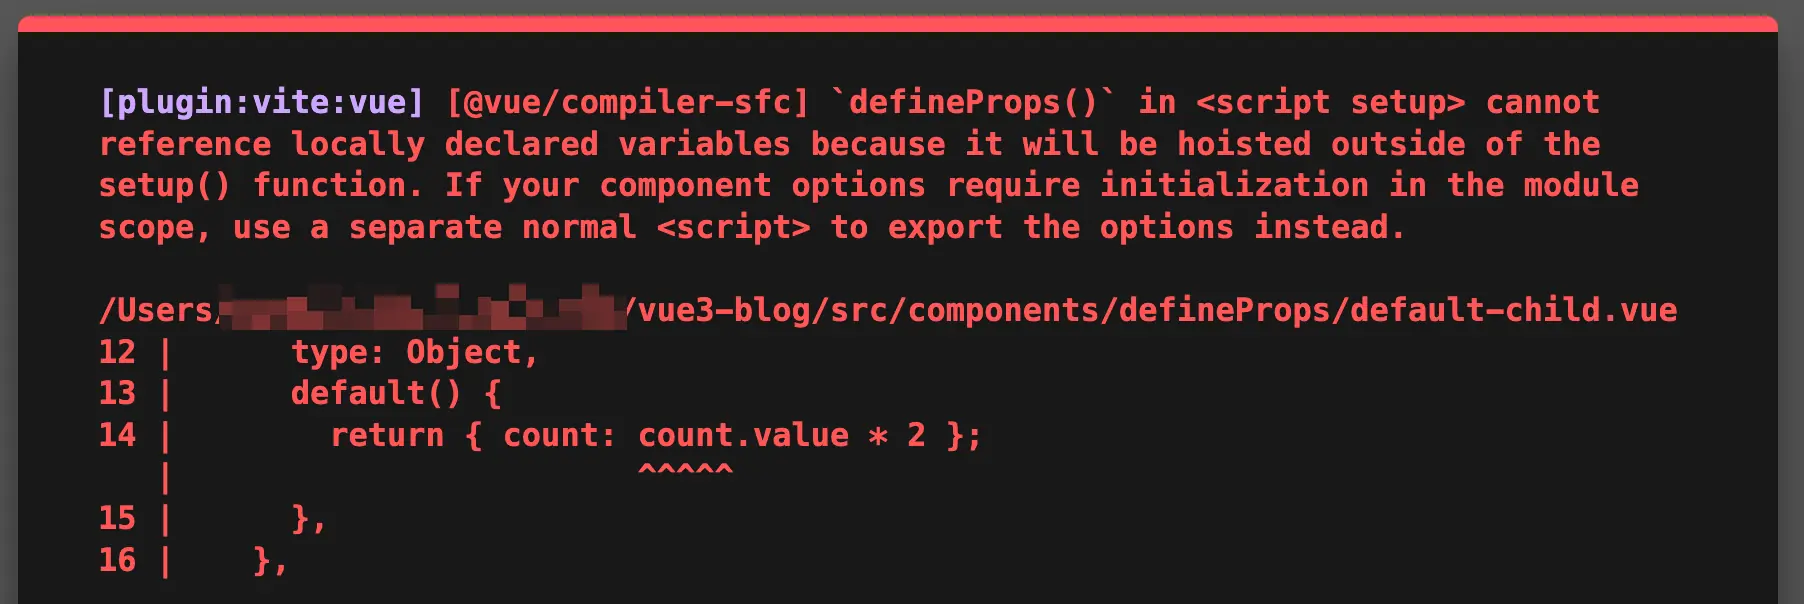 [plugin:vite:vue] [@vue/compiler-sfc] `defineProps()` in <script setup> cannot
reference locally declared variables because it will be hoisted outside of the
setup() function. If your component options require initialization in the module
scope, use a separate normal <script> to export the options instead.
/Users/ /vue3-blog/src/components/defineProps/default-child.vue
12 |      type: Object,
13 |      default() {
14 |        return { count: count.value * 2 };
   |                        ^^^^^
15 |      },
16 |    },